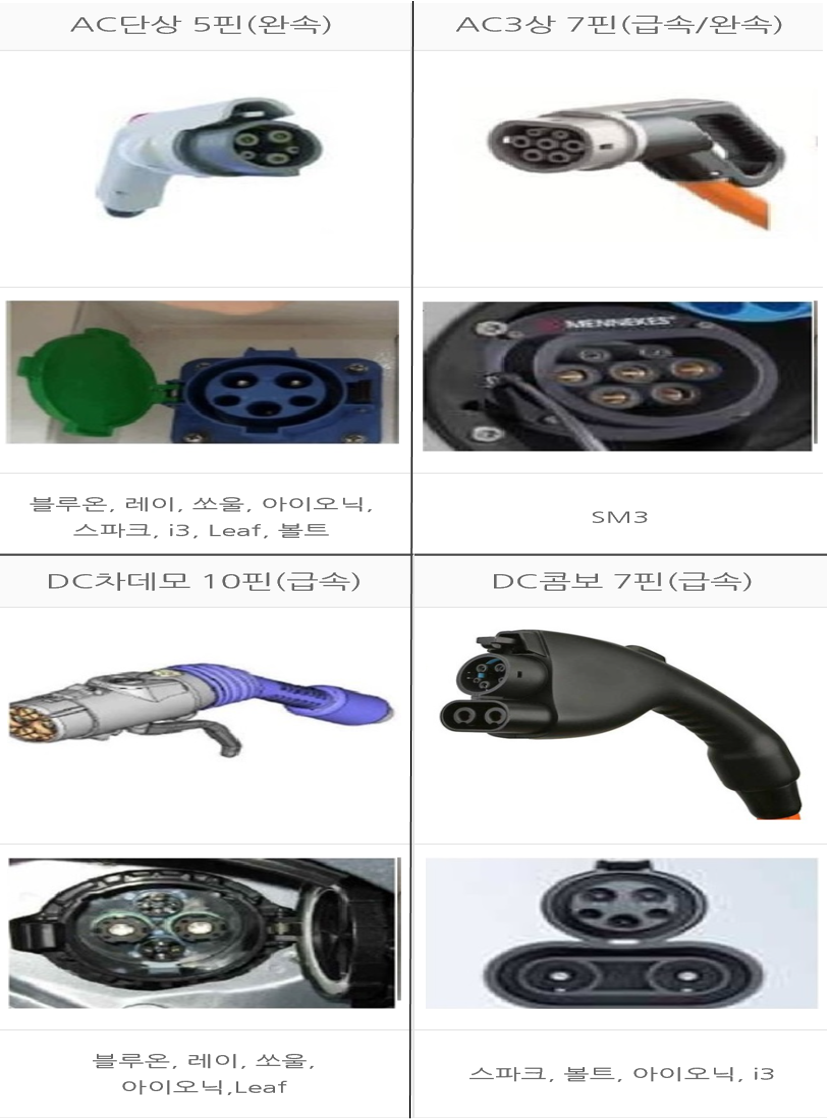 AC단상 5핀(완속)
AC3상 7핀(급속/완속)
MENNEKES
블루온, 레이, 쏘울, 아이오닉,
스파크, i3, Leaf, 볼트
SM3
DC차데모 10핀(급속)
DC콤보 7핀(급속)
블루온, 레이, 쏘울,
아이오닉,Leaf
스파크, 볼트, 아이오닉, i3